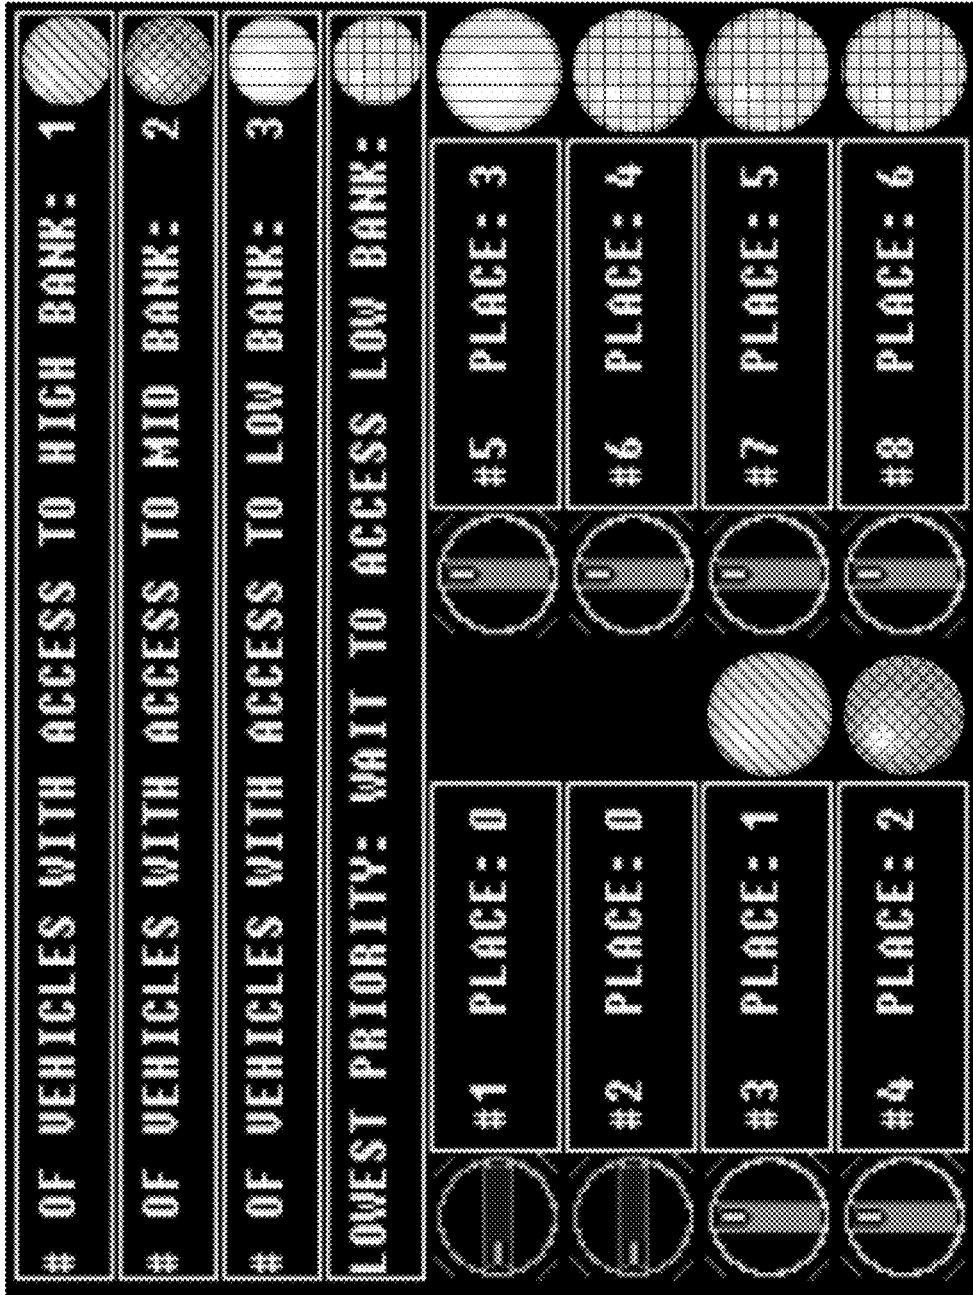 # OF VEHICLES WITH ACCESS TO HIGH BANK: 1
# OF VEHICLES WITH ACCESS TO MID BANK: 2
# OF VEHICLES WITH ACCESS TO LOW BANK: 3
LOWEST PRIORITY: WAIT TO ACCESS LOW BANK:
#1 PLACE: 0
#5 PLACE: 3
#2 PLACE: 0
#6 PLACE: 4
#3 PLACE: 1
#7 PLACE: 5
#4 PLACE: 2
#8 PLACE: 6